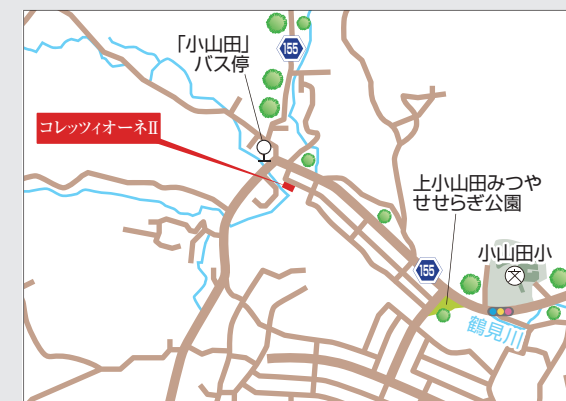 「小山田」
バス停
155
コレッツィオーネⅡ
上小山田みつや
せせらぎ公園
小山田小
文
155
鶴見川